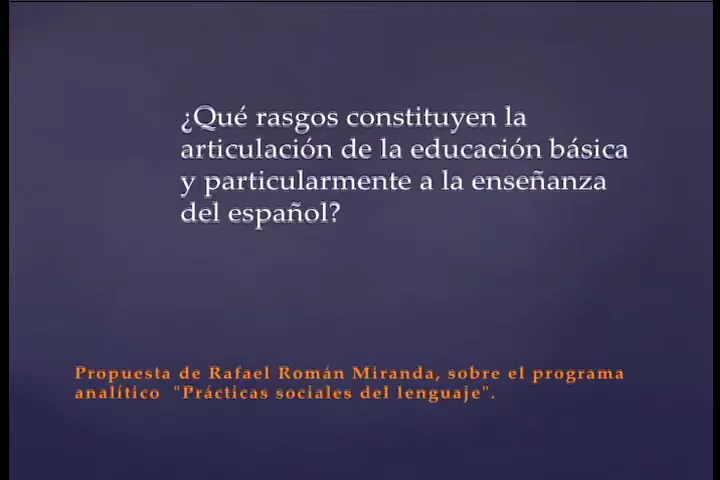 ¿Qué rasgos constituyen la
articulación de la educación básica
y particularmente a la enseñanza
del español?
Propuesta de Rafael Román Miranda, sobre el programa
analítico "Prácticas sociales del lenguaje".